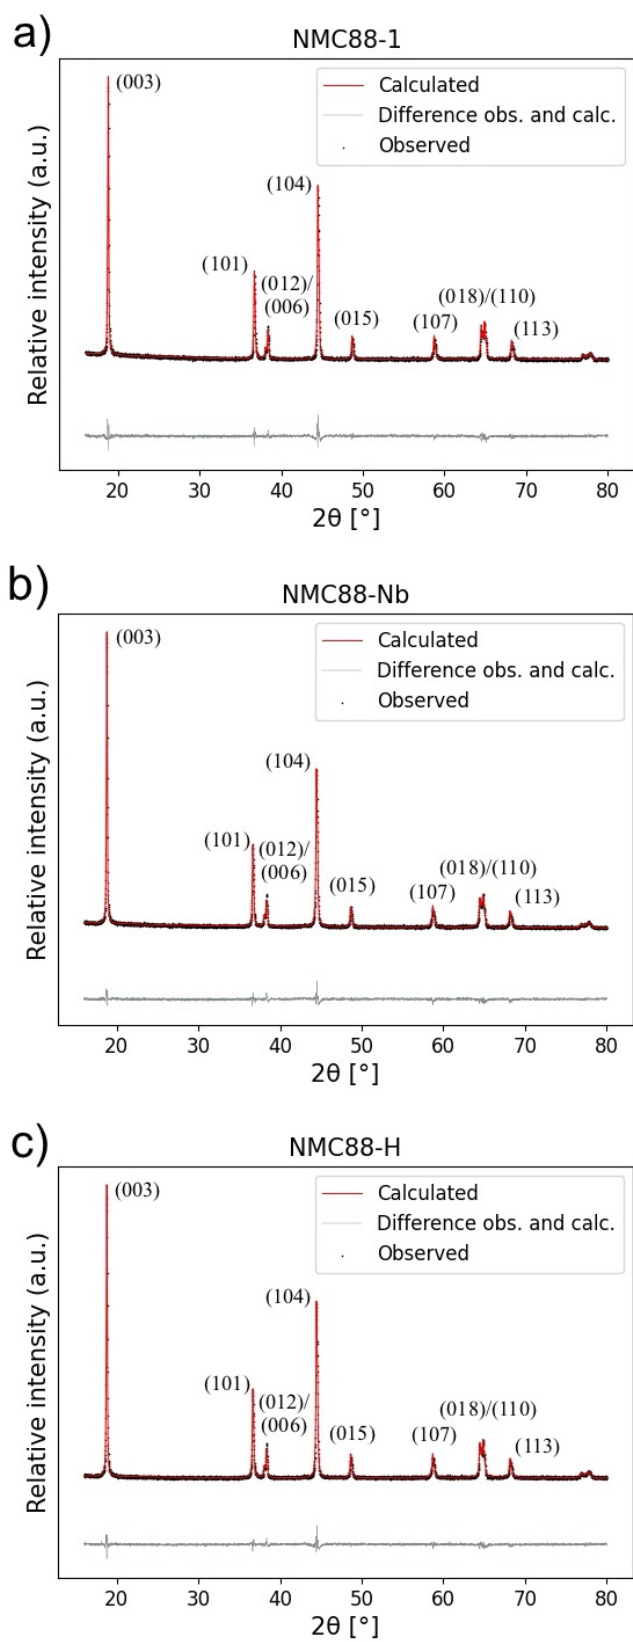 a)
NMC88-1
(003)
Calculated
Difference obs. and calc.
Observed
(104)
(101)
(012)/
(006)
(015)
(107)
(018)/(110)
(113)
Relative intensity (a.u.)
20 30 40 50 60 70 80
2θ [°]
b)
NMC88-Nb
(003)
Calculated
Difference obs. and calc.
Observed
(104)
(101)
(012)/
(006)
(015)
(107)
(018)/(110)
(113)
Relative intensity (a.u.)
20 30 40 50 60 70 80
2θ [°]
c)
NMC88-H
(003)
Calculated
Difference obs. and calc.
Observed
(104)
(101)
(012)/
(006)
(015)
(107)
(018)/(110)
(113)
Relative intensity (a.u.)
20 30 40 50 60 70 80
2θ [°]